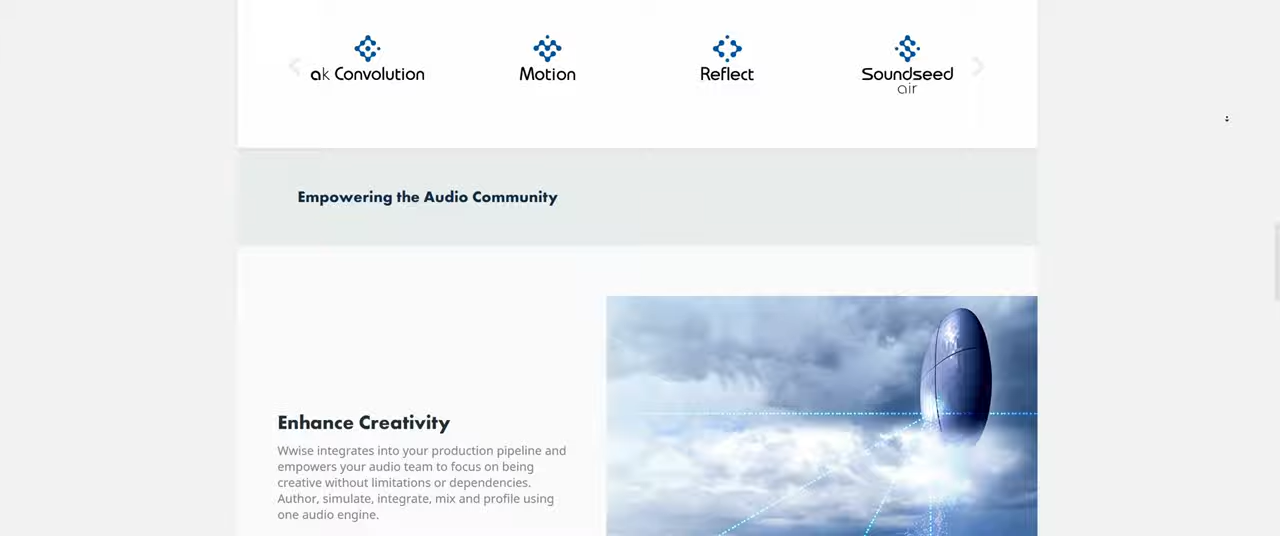 ak Convolution
Motion
Reflect
Soundseed
air
Empowering the Audio Community
Enhance Creativity
Wwise integrates into your production pipeline and
empowers your audio team to focus on being
creative without limitations or dependencies.
Author, simulate, integrate, mix and profile using
one audio engine.